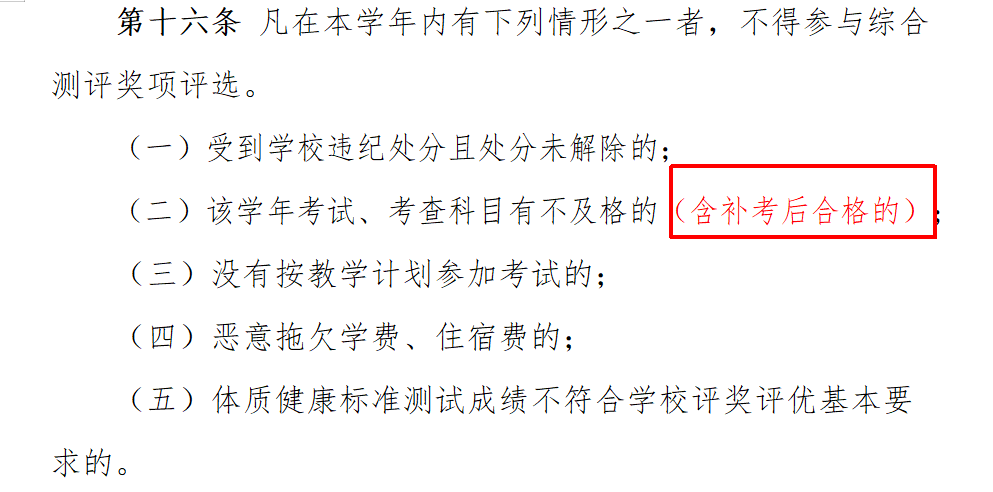 第十六条 凡在本学年内有下列情形之一者，不得参与综合
测评奖项评选。
（一）受到学校违纪处分且处分未解除的；
（二）该学年考试、考查科目有不及格的（含补考后合格的）；
（三）没有按教学计划参加考试的；
（四）恶意拖欠学费、住宿费的；
（五）体质健康标准测试成绩不符合学校评奖评优基本要
求的。